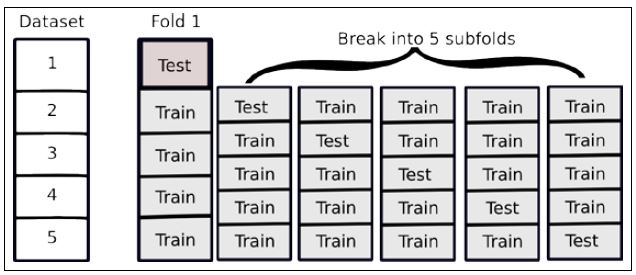 Dataset Fold 1
Break into 5 subfolds
1 Test
2 Train Test Train Train Train Train
3 Train Train Test Train Train Train
Train Train Test Train Train
4 Train Train Train Train Test Train
5 Train Train Train Train Train Test